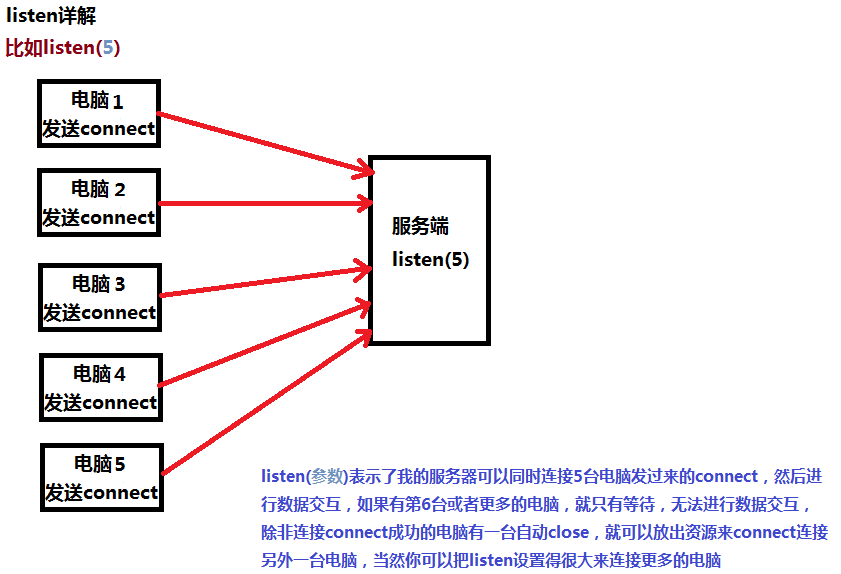 listen详解
比如listen(5)
电脑 1
发送connect
电脑 2
发送connect
电脑 3
发送connect
电脑 4
发送connect
电脑 5
发送connect
服务端
listen(5)
listen(参数)表示了我的服务器可以同时连接5台电脑发过来的connect，然后进
行数据交互，如果有第6台或者更多的电脑，就只有等待，无法进行数据交互，
除非连接connect成功的电脑有一台自动close，就可以放出资源来connect连接
另外一台电脑，当然你可以把listen设置得很大来连接更多的电脑